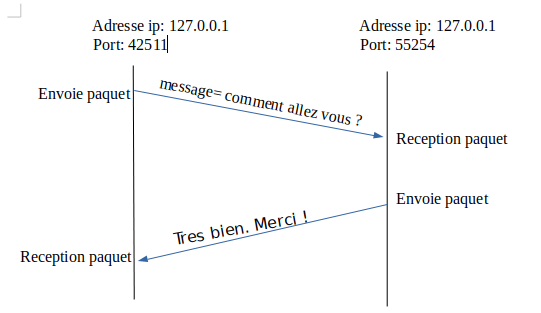 Adresse ip: 127.0.0.1
Port: 42511
Adresse ip: 127.0.0.1
Port: 55254
Envoie paquet
message= comment allez vous ?
Reception paquet
Envoie paquet
Tres bien. Merci !
Reception paquet